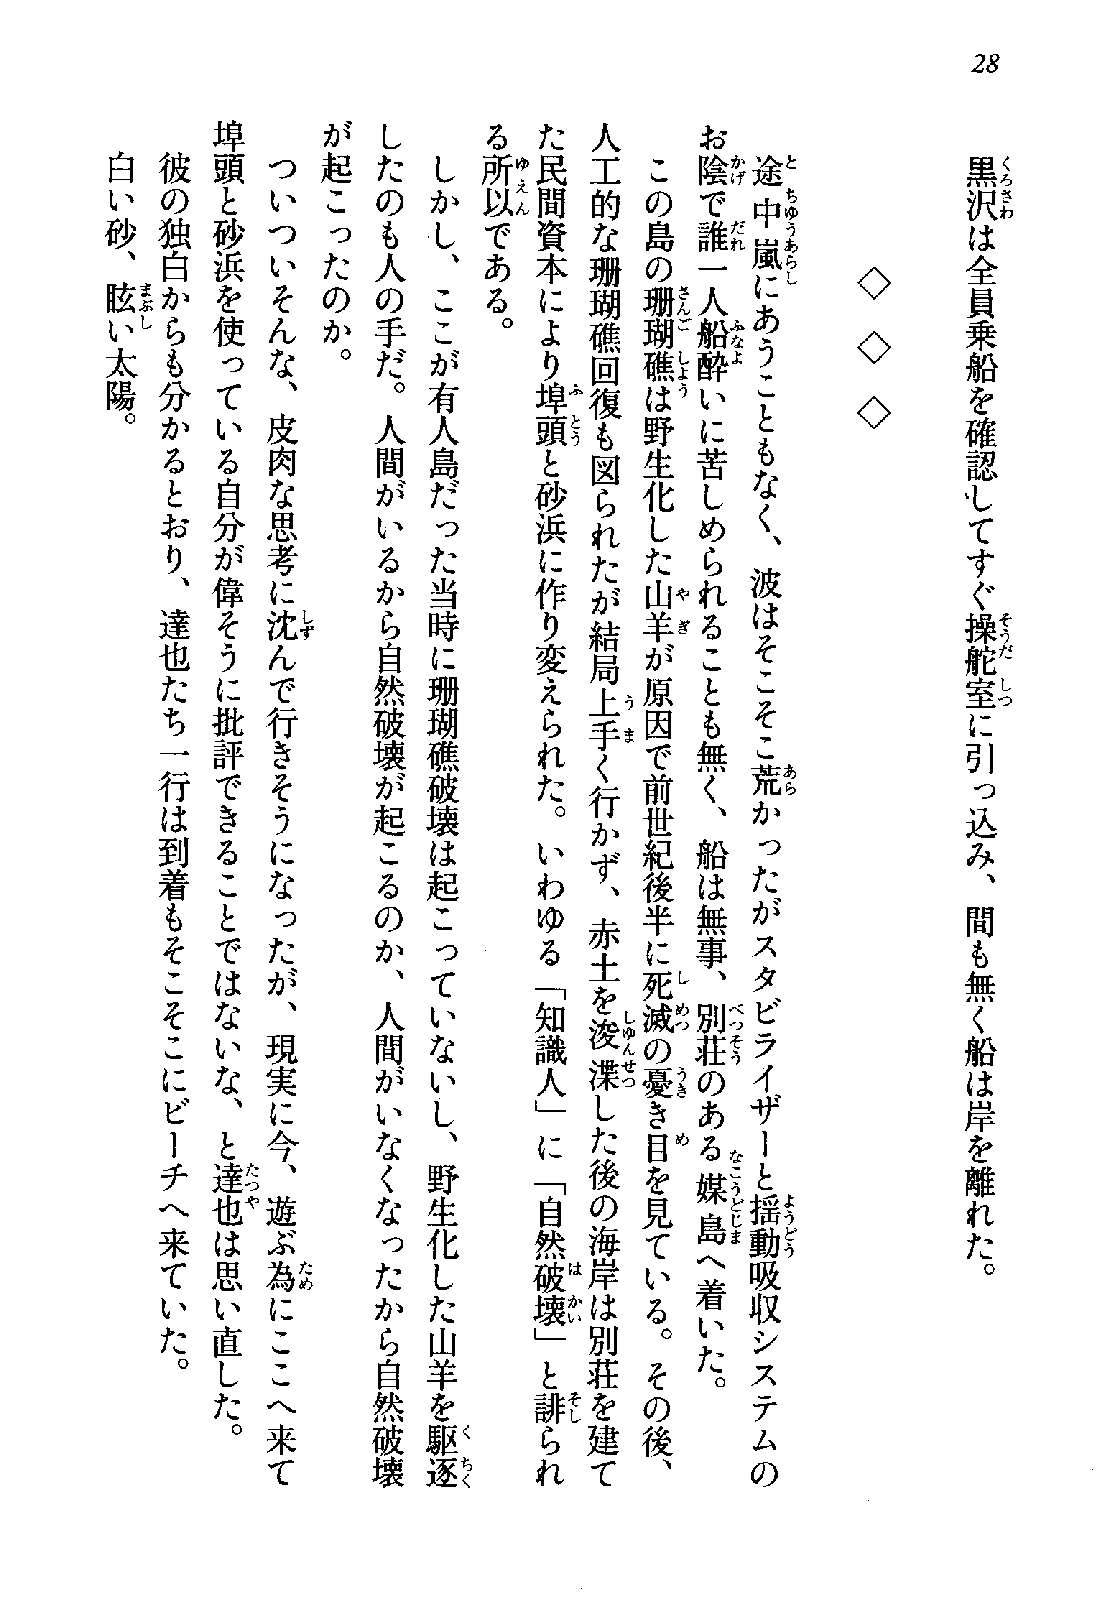 28
黒沢は全員乗船を確認してすぐ操舵室に引っ込み、間も無く船は岸を離れた。
◇ ◇ ◇
途中嵐にあうこともなく、波はそこそこ荒かったがスタビライザーと揺動吸収システムの
お陰で誰一人船酔いに苦しめられることも無く、船は無事、別荘のある媒島へ着いた。
この島の珊瑚礁は野生化した山羊が原因で前世紀後半に死滅の憂き目を見ている。その後、
人工的な珊瑚礁回復も図られたが結局上手く行かず、赤土を浚渫した後の海岸は別荘を建て
た民間資本により埠頭と砂浜に作り変えられた。いわゆる「知識人」に「自然破壊」と誹られ
る所以である。
しかし、ここが有人島だった当時に珊瑚礁破壊は起こっていないし、野生化した山羊を駆逐
したのも人の手だ。人間がいるから自然破壊が起こるのか、人間がいなくなったから自然破壊
が起こったのか。
ついついそんな、皮肉な思考に沈んで行きそうになったが、現実に今、遊ぶ為にここへ来て
埠頭と砂浜を使っている自分が偉そうに批評できることではないな、と達也は思い直した。
彼の独白からも分かるとおり、達也たち一行は到着もそこそこにビーチへ来ていた。
白い砂、眩い太陽。